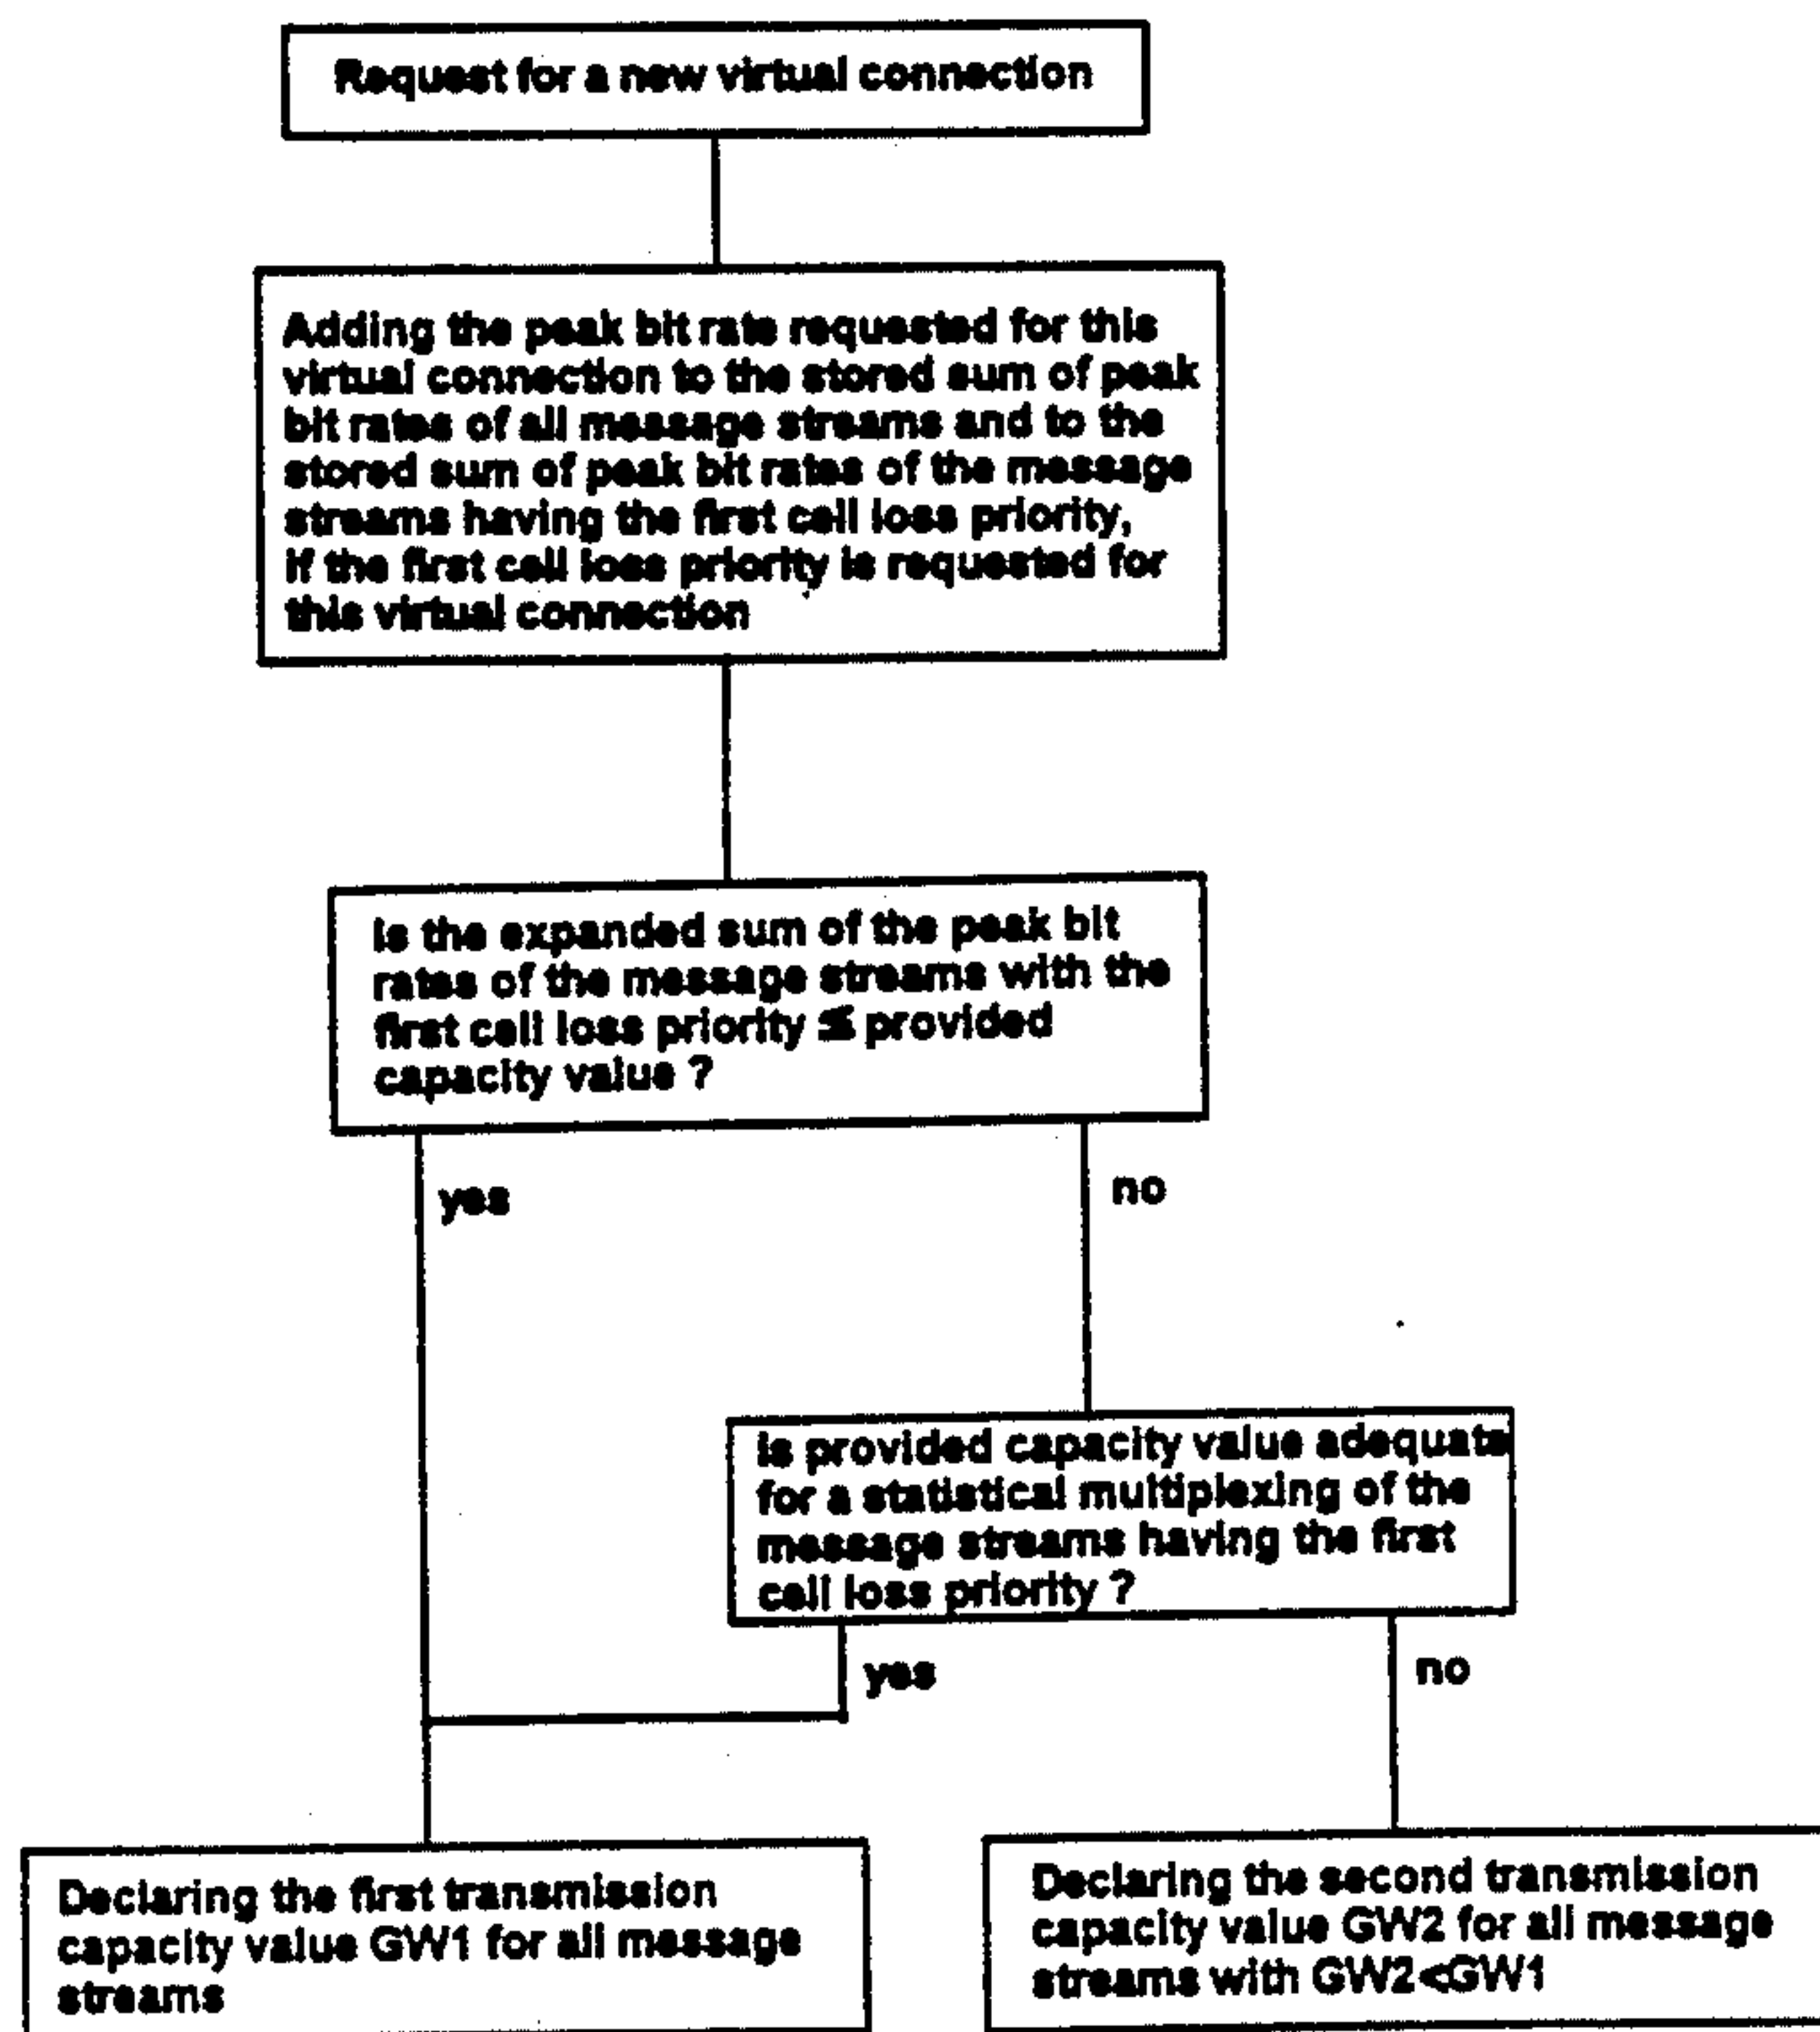 Request for a new virtual connection
Adding the peak bit rate requested for this
virtual connection to the stored sum of peak
bit rates of all message streams and to the
stored sum of peak bit rates of the message
streams having the first cell loss priority,
if the first cell loss priority is requested for
this virtual connection
Is the expanded sum of the peak bit
rates of the message streams with the
first cell loss priority ≤ provided
capacity value ?
yes
no
Is provided capacity value adequate
for a statistical multiplexing of the
message streams having the first
cell loss priority ?
yes
no
Declaring the first transmission
capacity value GW1 for all message
streams
Declaring the second transmission
capacity value GW2 for all message
streams with GW2<GW1